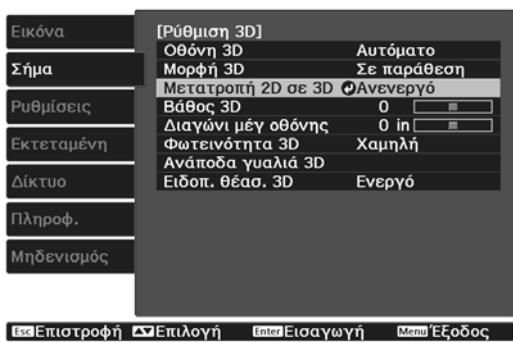 Εικόνα
Σήμα
Ρυθμίσεις
Εκτεταμένη
Δίκτυο
Πληροφ.
Μηδενισμός
[Ρύθμιση 3D]
Οθόνη 3D Αυτόματο
Μορφή 3D Σε παράθεση
Μετατροπή 2D σε 3D Ανενεργό
Βάθος 3D 0
Διαγώνι μέγ οθόνης 0 in
Φωτεινότητα 3D Χαμηλή
Ανάποδα γυαλιά 3D
Ειδοπ. θέασ. 3D Ενεργό
Esc Επιστροφή Επιλογή Enter Εισαγωγή Menu Έξοδος